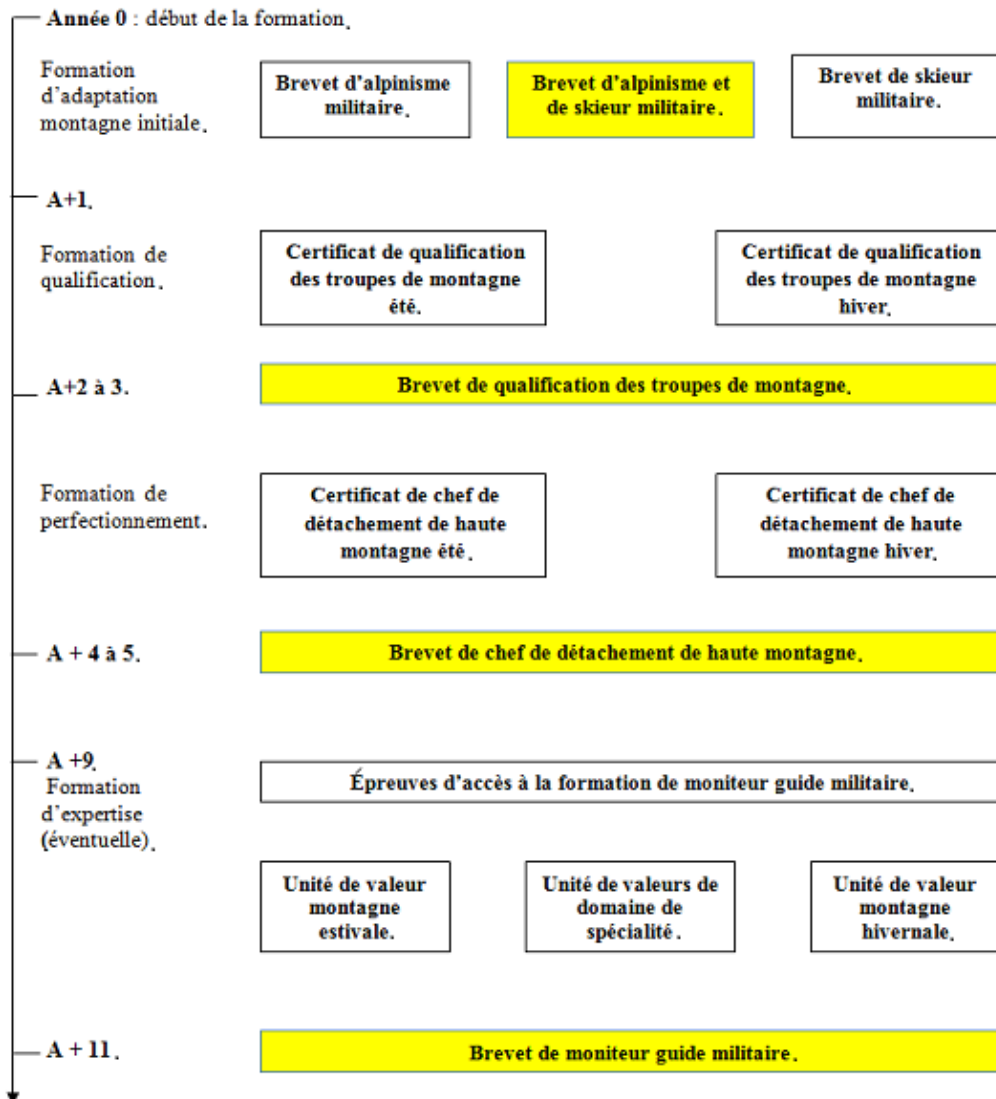 Année 0 : début de la formation.
Formation
d'adaptation
montagne initiale.
Brevet d'alpinisme
militaire.
Brevet d'alpinisme et
de skieur militaire.
Brevet de skieur
militaire.
A+1.
Formation de
qualification.
Certificat de qualification
des troupes de montagne
été.
Certificat de qualification
des troupes de montagne
hiver.
A+2 à 3.
Brevet de qualification des troupes de montagne.
Formation de
perfectionnement.
Certificat de chef de
détachement de haute
montagne été.
Certificat de chef de
détachement de haute
montagne hiver.
A + 4 à 5.
Brevet de chef de détachement de haute montagne.
A +9.
Formation
d'expertise
(éventuelle).
Épreuves d'accès à la formation de moniteur guide militaire.
Unité de valeur
montagne
estivale.
Unité de valeurs de
domaine de
spécialité .
Unité de valeur
montagne
hivernale.
A + 11.
Brevet de moniteur guide militaire.